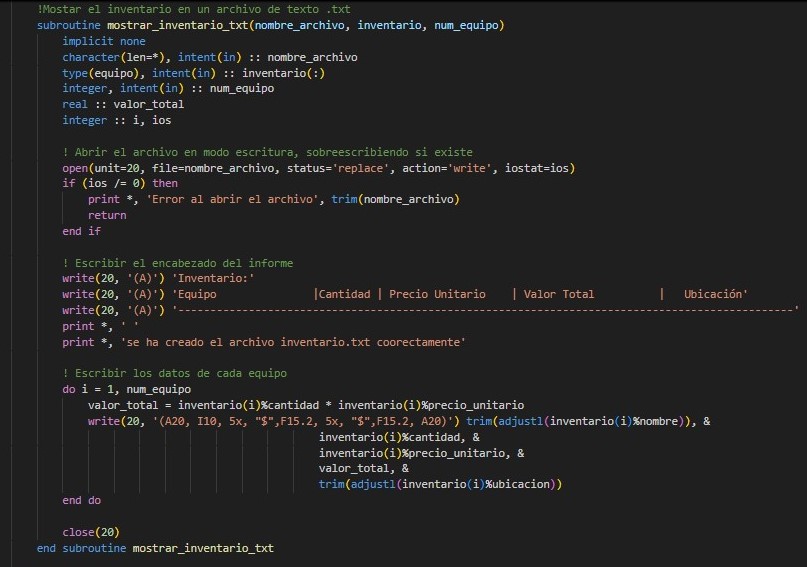 !Mostar el inventario en un archivo de texto .txt
subroutine mostrar_inventario_txt(nombre_archivo, inventario, num_equipo)
    implicit none
    character(len=*), intent(in) :: nombre_archivo
    type(equipo), intent(in) :: inventario(:)
    integer, intent(in) :: num_equipo
    real :: valor_total
    integer :: i, ios
    ! Abrir el archivo en modo escritura, sobreescribiendo si existe
    open(unit=20, file=nombre_archivo, status='replace', action='write', iostat=ios)
    if (ios /= 0) then
        print *, 'Error al abrir el archivo', trim(nombre_archivo)
        return
    end if
    ! Escribir el encabezado del informe
    write(20, '(A)') 'Inventario:'
    write(20, '(A)') 'Equipo               |Cantidad | Precio Unitario    | Valor Total          |   Ubicación'
    write(20, '(A)') '------------------------------------------------------------------------------------------------'
    print *, ' '
    print *, 'se ha creado el archivo inventario.txt coorectamente'
    ! Escribir los datos de cada equipo
    do i = 1, num_equipo
        valor_total = inventario(i)%cantidad * inventario(i)%precio_unitario
        write(20, '(A20, I10, 5x, "$",F15.2, 5x, "$",F15.2, A20)') trim(adjustl(inventario(i)%nombre)), &
                                            inventario(i)%cantidad, &
                                            inventario(i)%precio_unitario, &
                                            valor_total, &
                                            trim(adjustl(inventario(i)%ubicacion))
    end do
    close(20)
end subroutine mostrar_inventario_txt